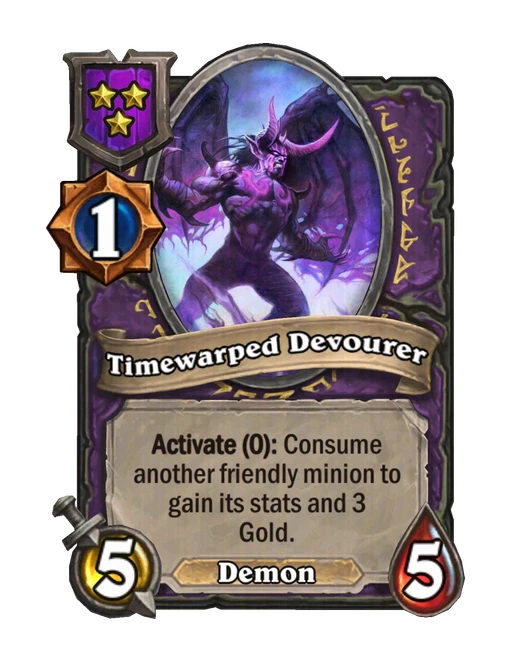 1
Timewarped Devourer
Activate (0): Consume
another friendly minion to
gain its stats and 3
Gold.
5
Demon
5